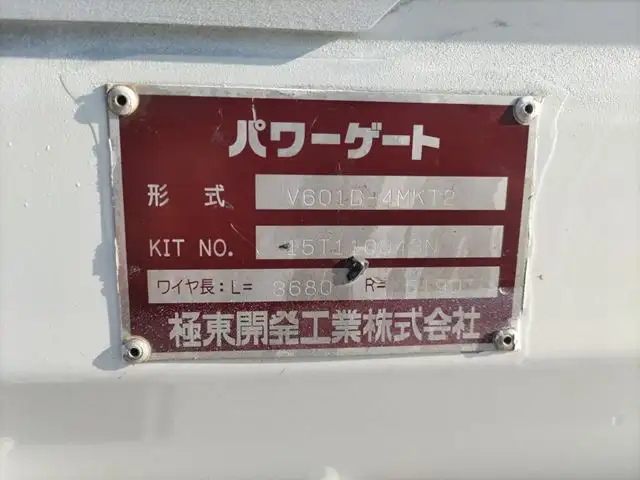 パワーゲート
形式 V601D-4MKT2
KIT NO.
ワイヤ長:L= 3680 R=
極東開発工業株式会社